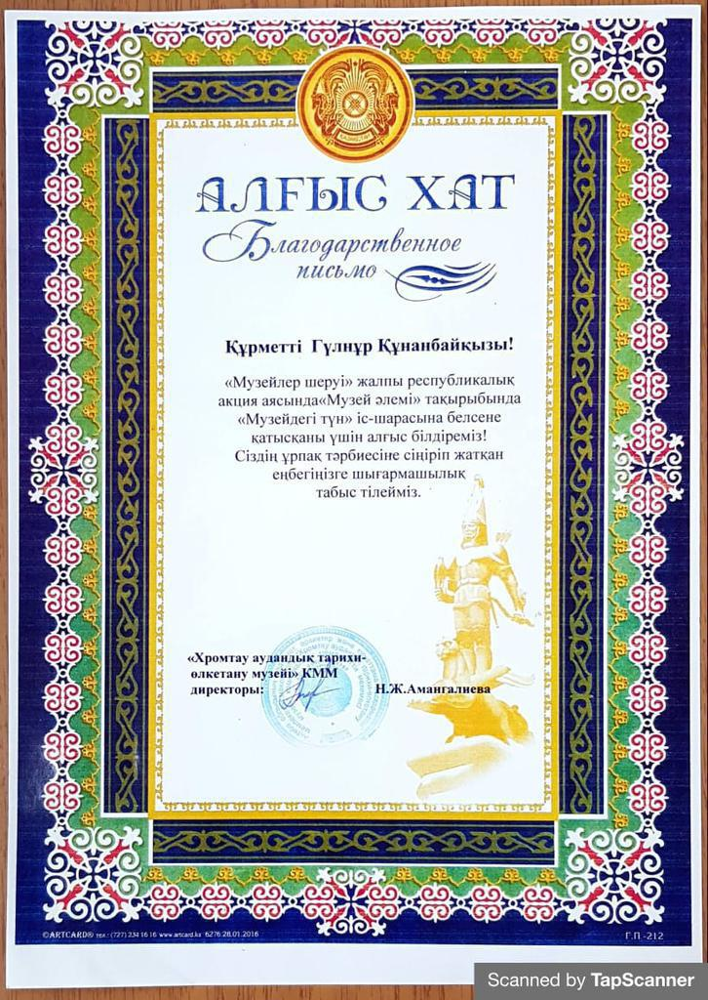 ҚАЗАҚСТАН
АЛҒЫС ХАТ
Благодарственное
письмо
Құрметті Гүлнұр Құнанбайқызы!
«Музейлер шеруі» жалпы республикалық
акция аясында«Музей әлемі» тақырыбында
«Музейдегі түн» іс-шарасына белсене
қатысқаны үшін алғыс білдіреміз!
Сіздің ұрпақ тәрбиесіне сіңіріп жатқан
еңбегіңізге шығармашылық
табыс тілейміз.
«Хромтау аудандық тарихи-
өлкетану музейі» КММ
директоры:
Н.Ж.Амангалиева
©ARTCARD® тел.: (727) 234 16 16 www.artcard.kz 6276 28.01.2016
Г.П -212
Scanned by TapScanner